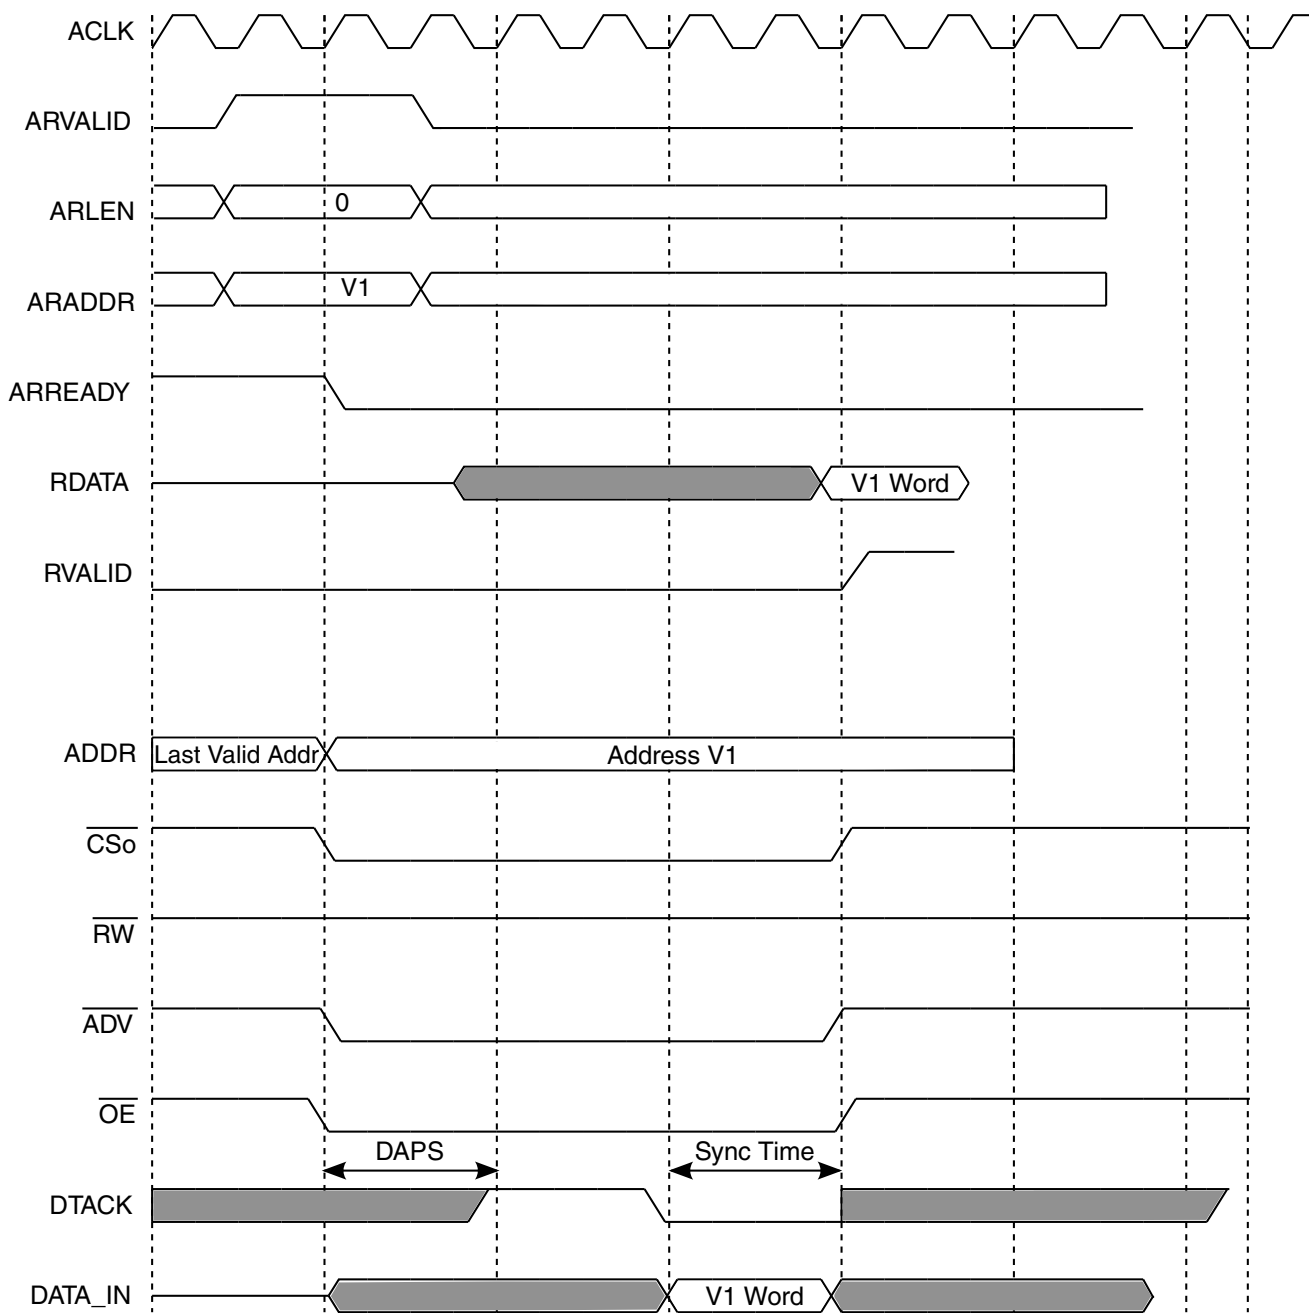 ACLK
ARVALID
ARLEN 0
ARADDR V1
ARREADY
RDATA V1 Word
RVALID
ADDR Last Valid Addr Address V1
CSo
RW
ADV
OE
DAPS Sync Time
DTACK
DATA_IN V1 Word